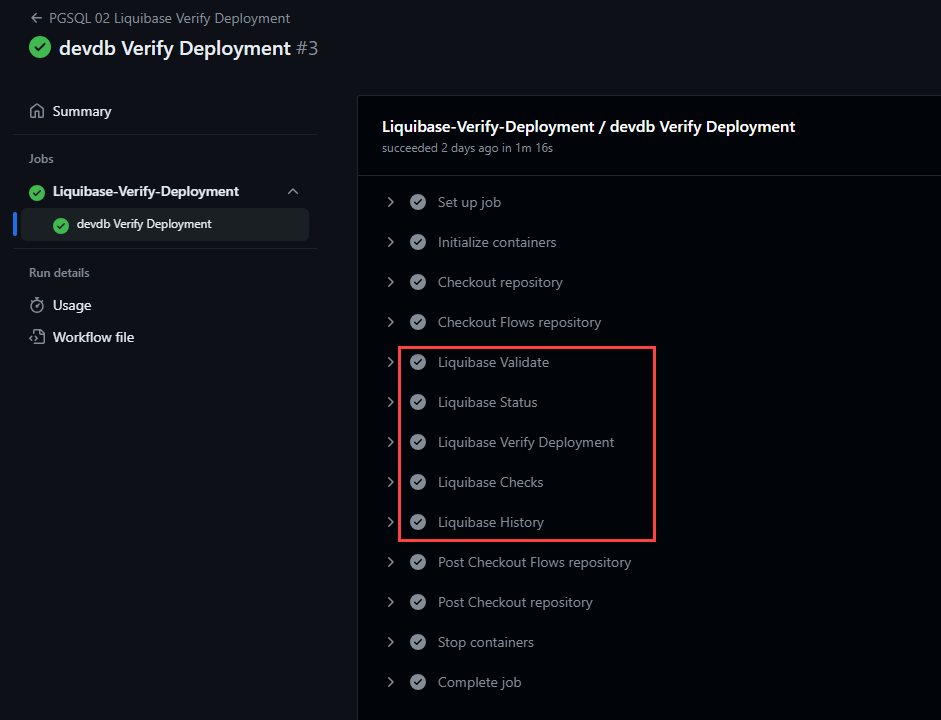 PGSQL 02 Liquibase Verify Deployment
devdb Verify Deployment #3
Summary
Jobs
Liquibase-Verify-Deployment
devdb Verify Deployment
Run details
Usage
Workflow file
Liquibase-Verify-Deployment / devdb Verify Deployment
succeeded 2 days ago in 1m 16s
Set up job
Initialize containers
Checkout repository
Checkout Flows repository
Liquibase Validate
Liquibase Status
Liquibase Verify Deployment
Liquibase Checks
Liquibase History
Post Checkout Flows repository
Post Checkout repository
Stop containers
Complete job